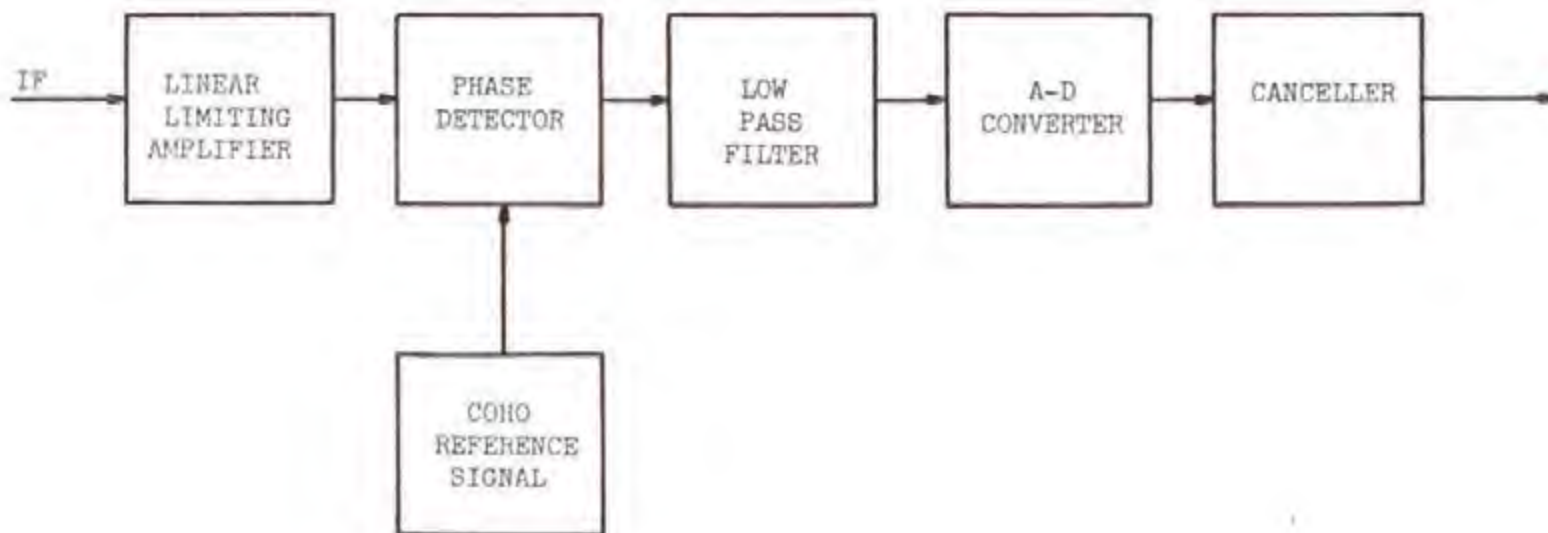 IF
LINEAR
LIMITING
AMPLIFIER
PHASE
DETECTOR
LOW
PASS
FILTER
A-D
CONVERTER
CANCELLER
COHO
REFERENCE
SIGNAL